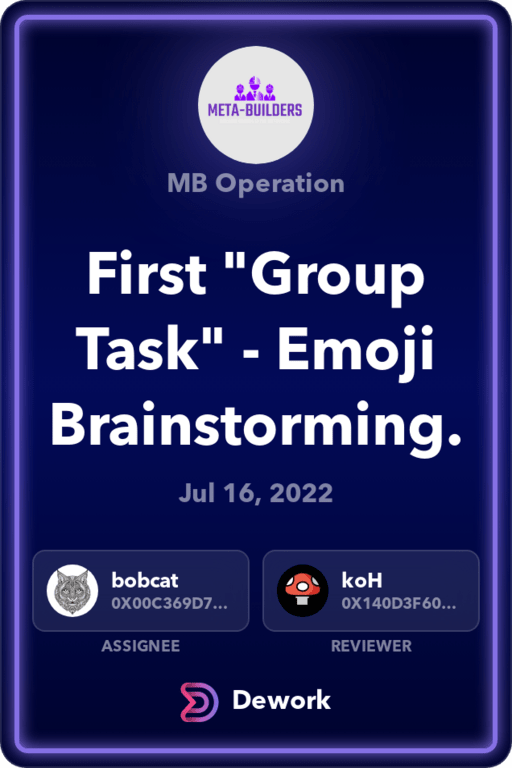 META-BUILDERS
MB Operation
First "Group
Task" - Emoji
Brainstorming.
Jul 16, 2022
bobcat
0X00C369D7...
ASSIGNEE
koH
0X140D3F60...
REVIEWER
Dework